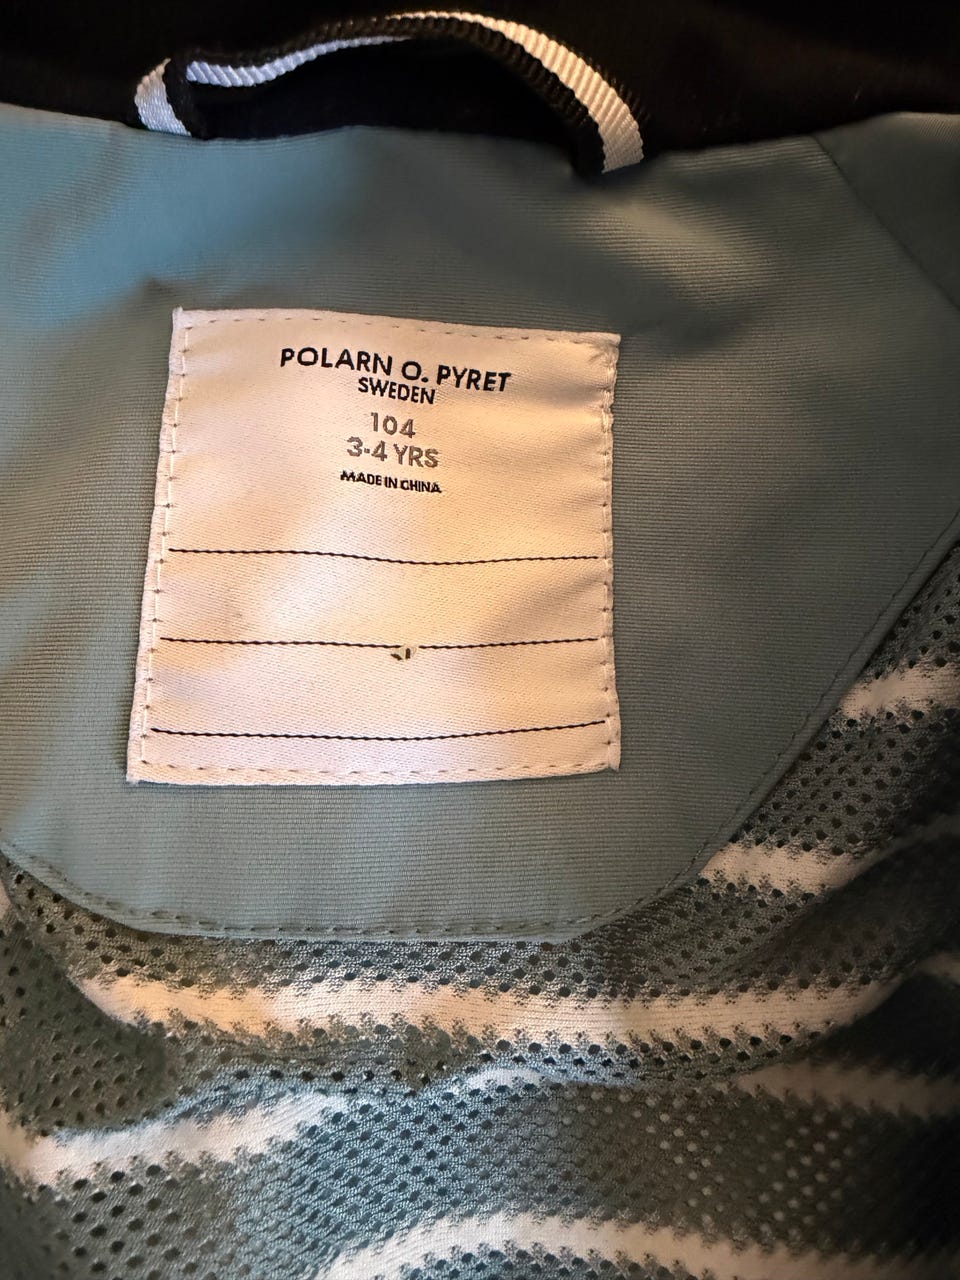 POLARN O. PYRET
SWEDEN
104
3-4 YRS
MADE IN CHINA